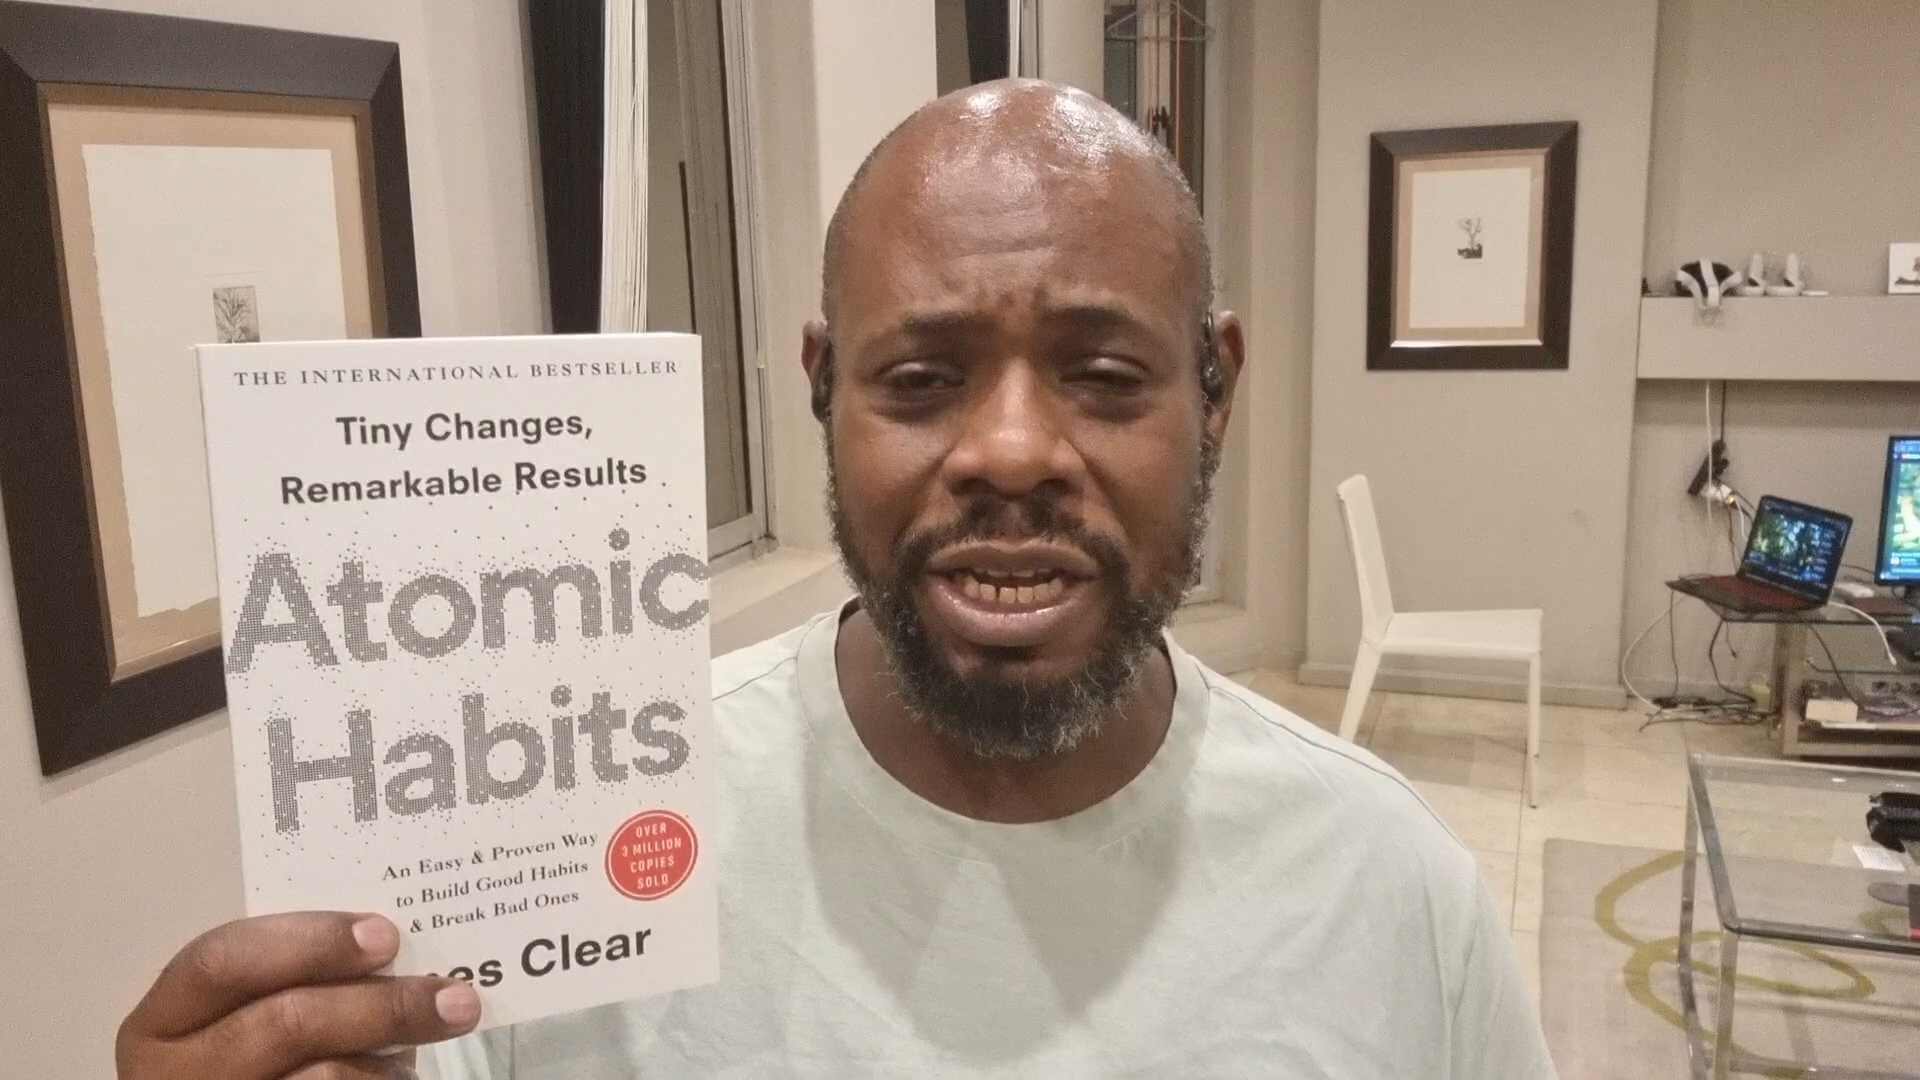 THE INTERNATIONAL BESTSELLER
Tiny Changes,
Remarkable Results
Atomic
Habits
An Easy & Proven Way
to Build Good Habits
& Break Bad Ones
OVER
3 MILLION
COPIES
SOLD
es Clear